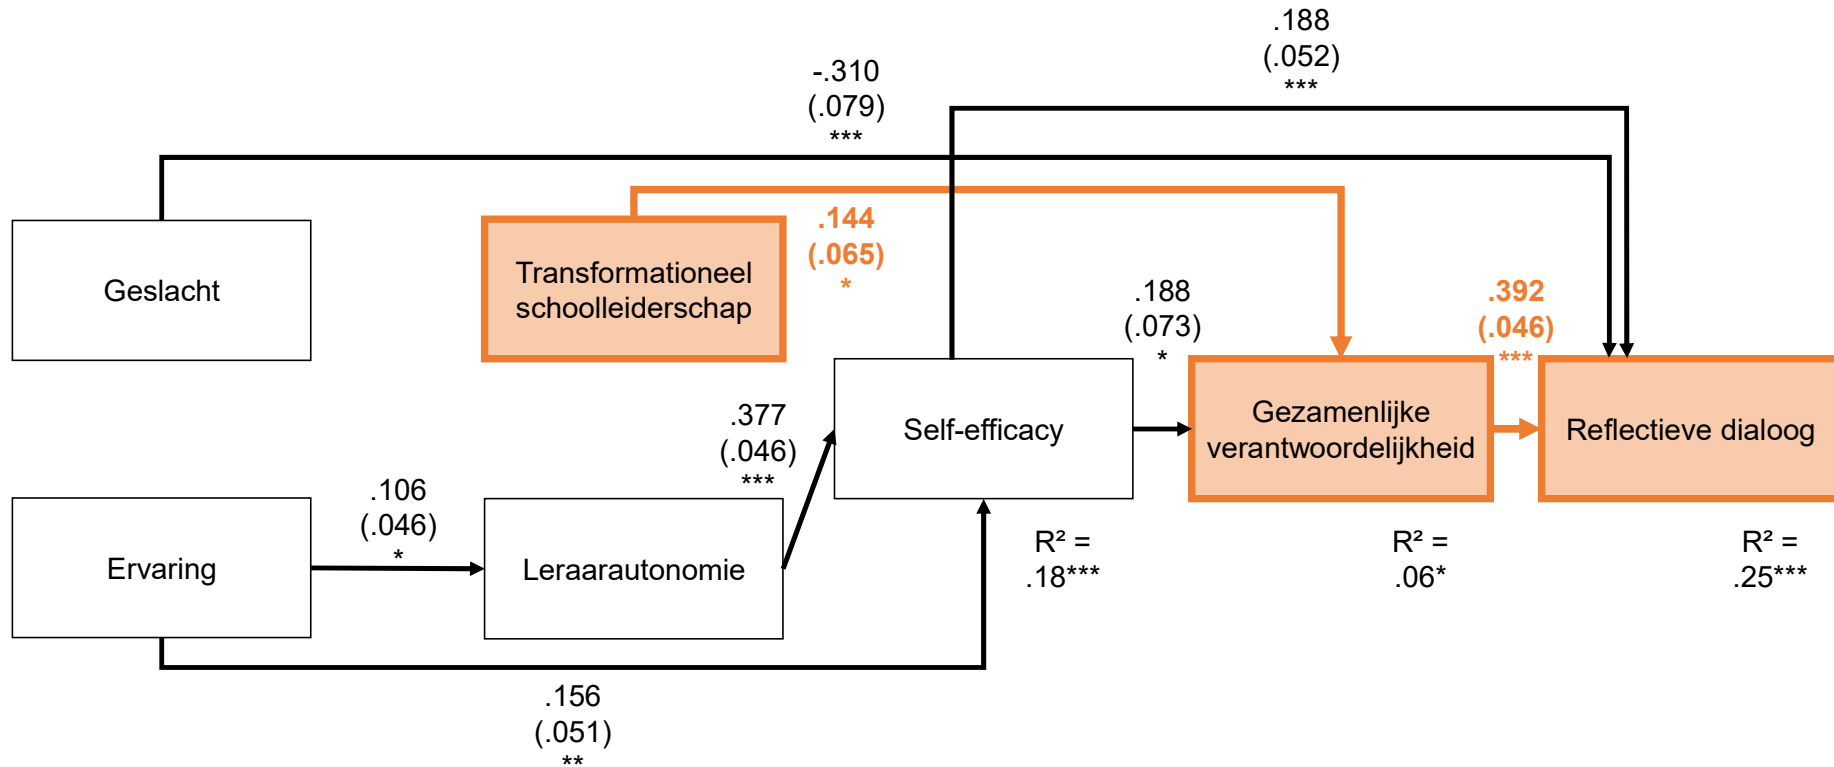 .188
(.052)
***
-.310
(.079)
***
Geslacht
Transformationeel
schoolleiderschap
.144
(.065)
*
.188
(.073)
*
.392
(.046)
***
.377
(.046)
***
Self-efficacy
Gezamenlijke
verantwoordelijkheid
Reflectieve dialoog
.106
(.046)
*
Ervaring
Leraarautonomie
R² =
.18***
R² =
.06*
R² =
.25***
.156
(.051)
**